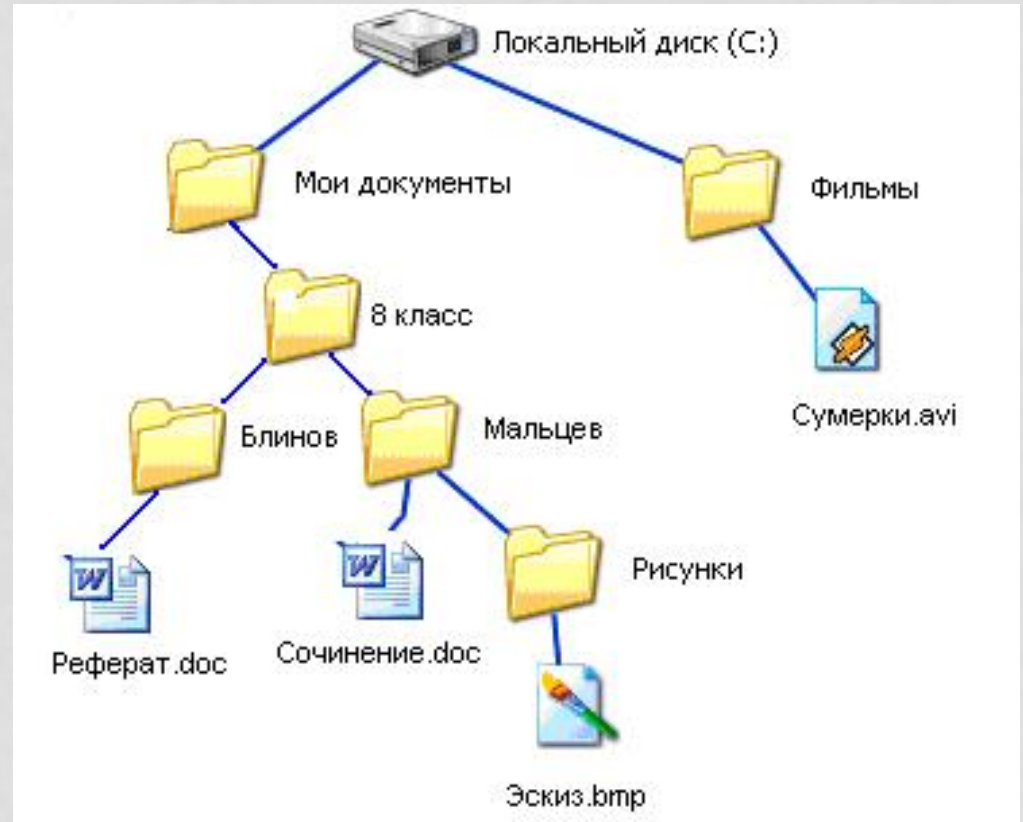 Локальный диск (C:)
Мои документы
Фильмы
8 класс
Сумерки.avi
Блинов
Мальцев
Рисунки
Реферат.doc
Сочинение.doc
Эскиз.bmp